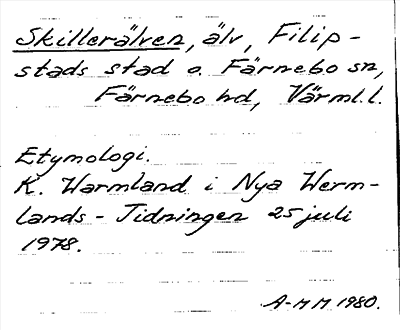 Skillerälven, älv, Filip-
stads stad o. Färnebo sn,
Färnebo hd, Värml.l.
Etymologi.
K. Warmland i Nya Werm-
lands-Tidningen 25 juli
1978.
A-M M 1980.